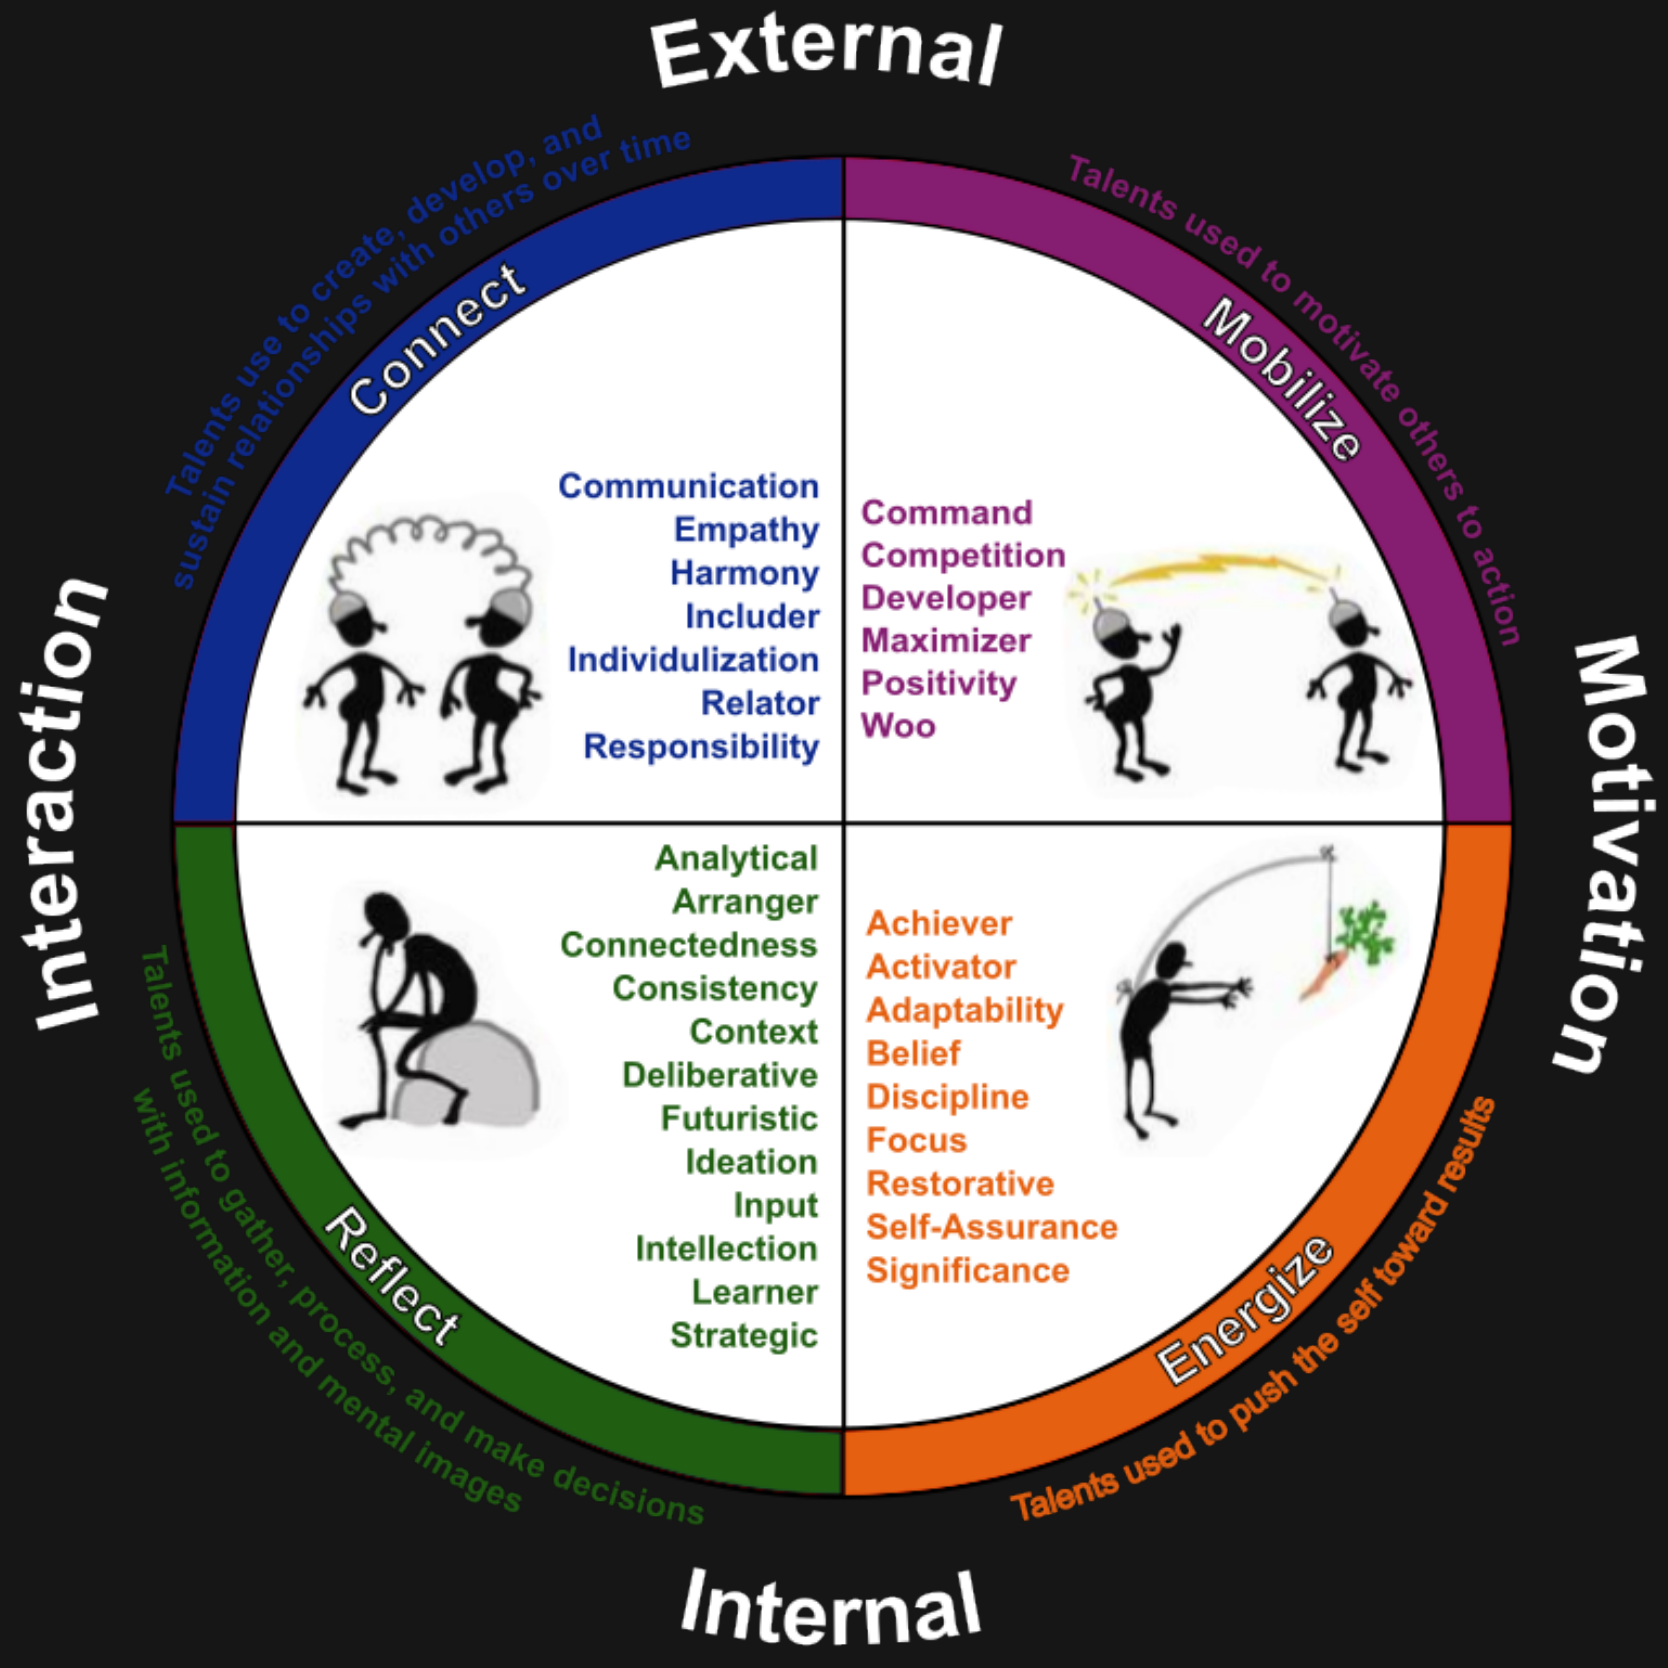 External
Talents use to create, develop, and
sustain relationships with others over time
Connect
Talents used to motivate others to action
Mobilize
Interaction
Motivation
Communication
Empathy
Harmony
Includer
Individulization
Relator
Responsibility
Command
Competition
Developer
Maximizer
Positivity
Woo
Analytical
Arranger
Connectedness
Consistency
Context
Deliberative
Futuristic
Ideation
Input
Intellection
Learner
Strategic
Achiever
Activator
Adaptability
Belief
Discipline
Focus
Restorative
Self-Assurance
Significance
Reflect
Talents used to gather, process, and make decisions
with information and mental images
Energize
Talents used to push the self toward results
Internal